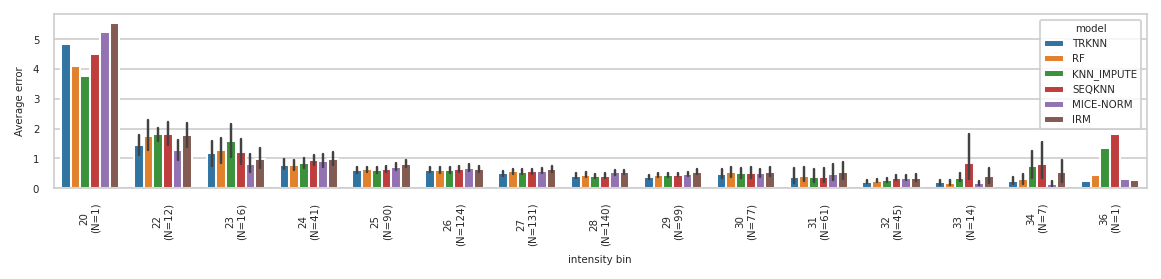 model
TRKNN
RF
KNN_IMPUTE
SEQKNN
MICE-NORM
IRM
Average error
5
4
3
2
1
0
20
(N=1)
22
(N=12)
23
(N=16)
24
(N=41)
25
(N=90)
26
(N=124)
27
(N=131)
28
(N=140)
29
(N=99)
30
(N=77)
31
(N=61)
32
(N=45)
33
(N=14)
34
(N=7)
36
(N=1)
intensity bin